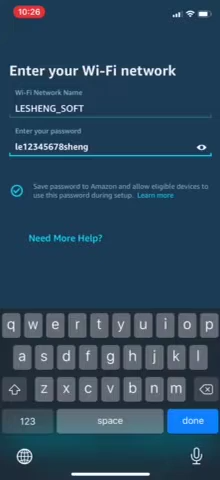 10:26
Enter your Wi-Fi network
Wi-Fi Network Name
LESHENG_SOFT
Enter your password
le12345678sheng
Save password to Amazon and allow eligible devices to
use this password during setup. Learn more
Need More Help?
q w e r t y u i o p
a s d f g h j k l
z x c v b n m
123 space done